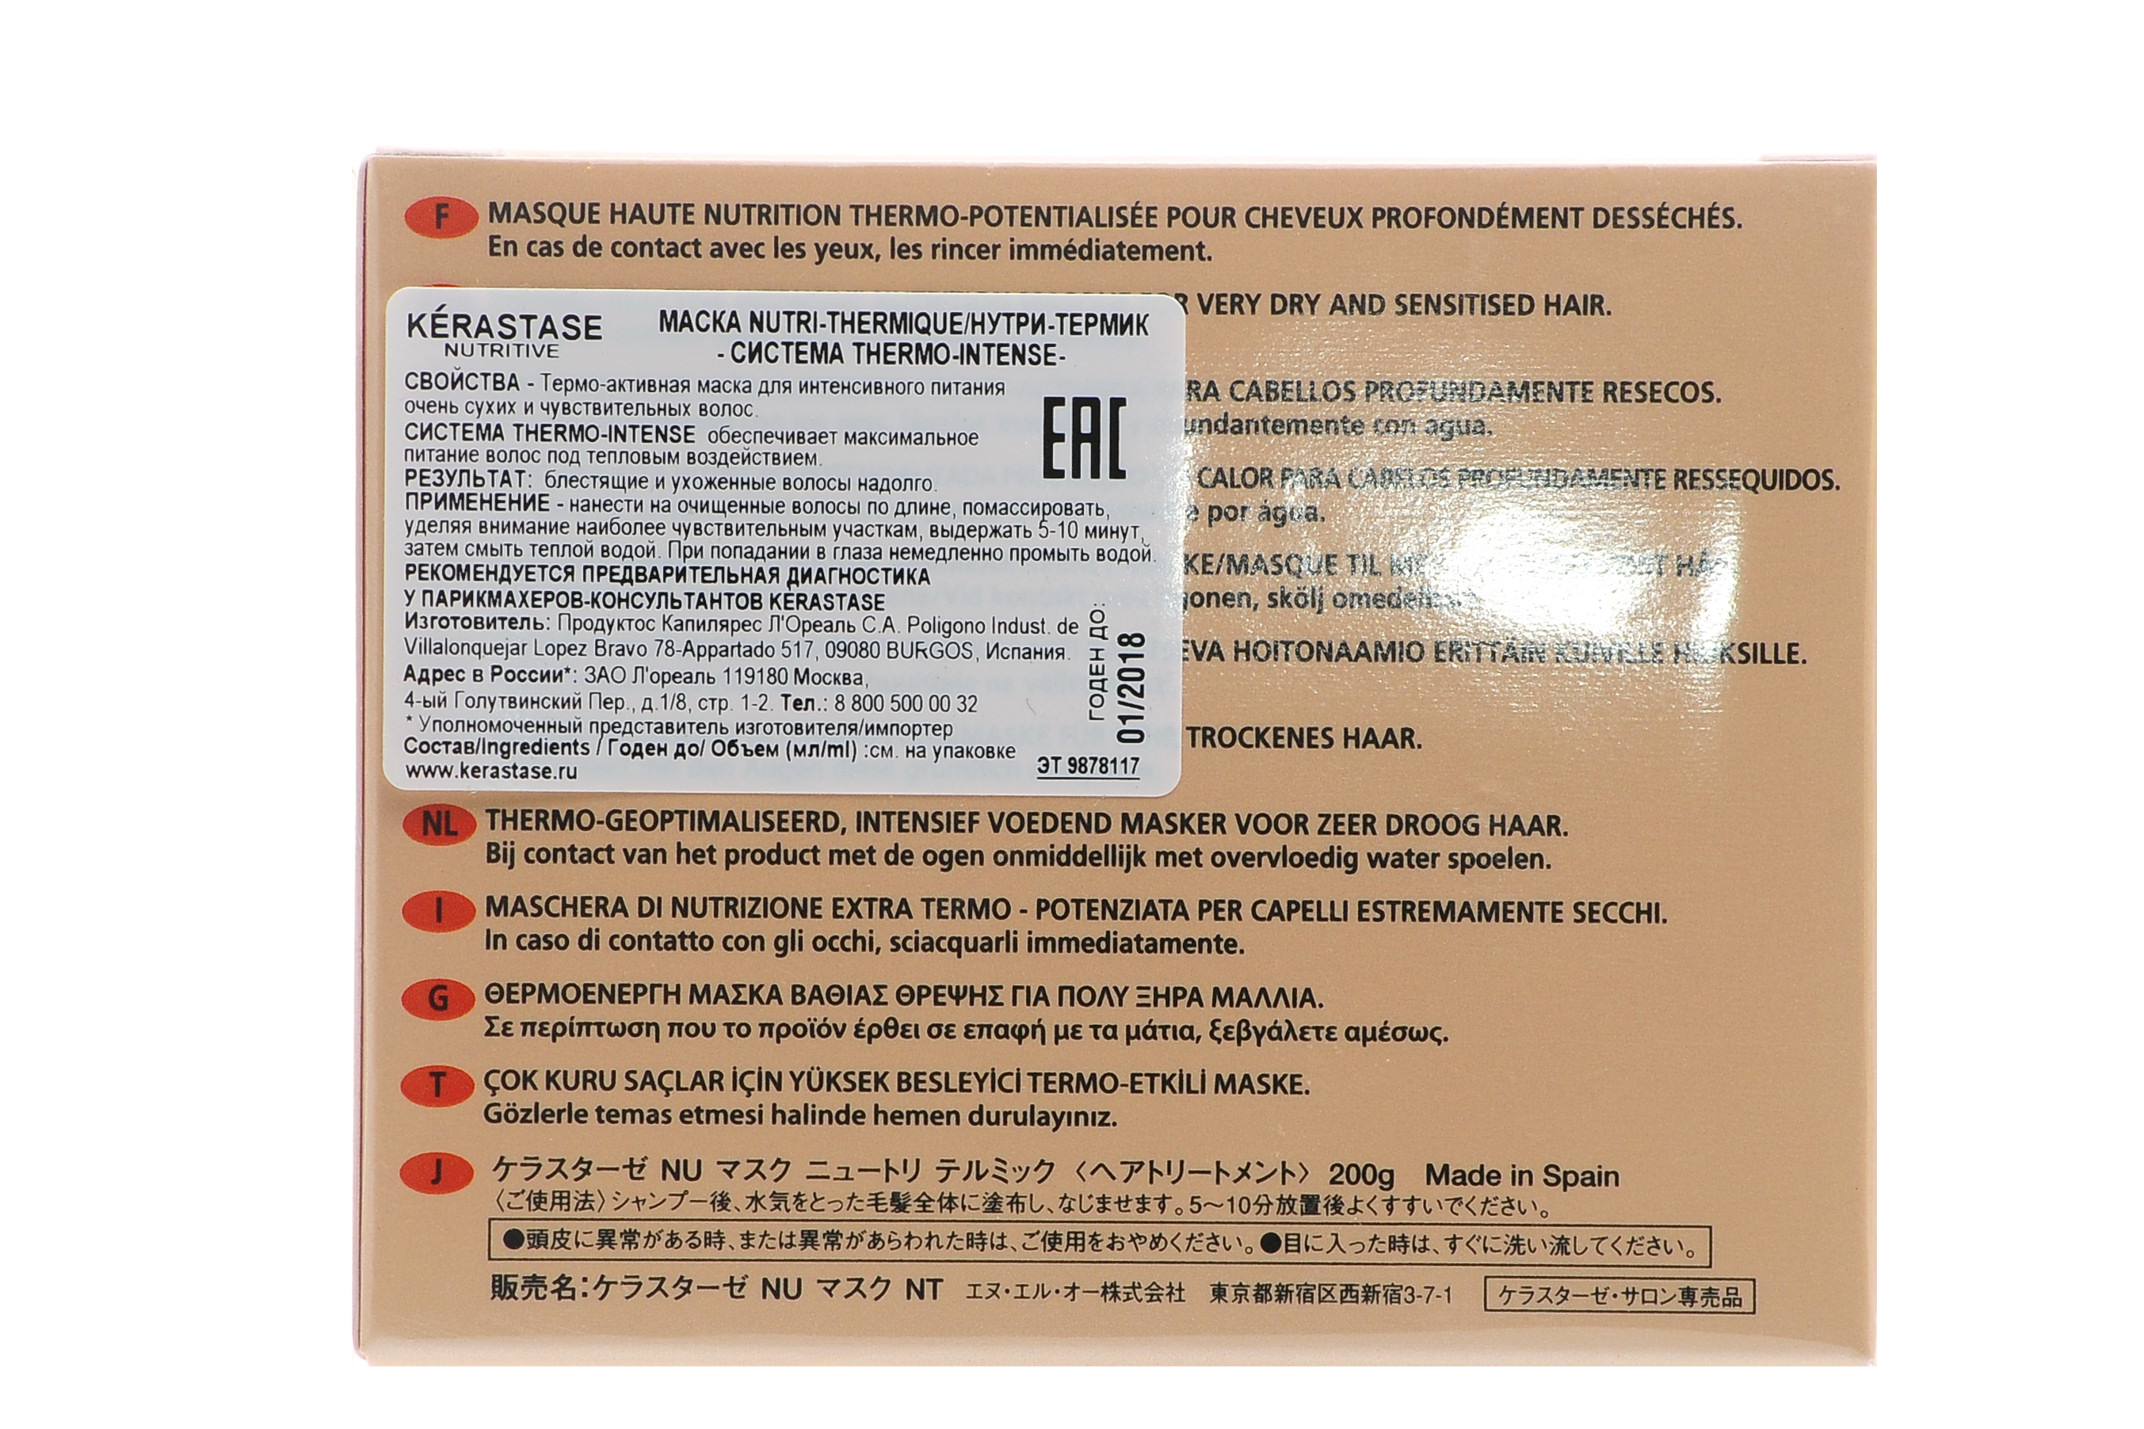 F MASQUE HAUTE NUTRITION THERMO-POTENTIALISÉE POUR CHEVEUX PROFONDÉMENT DESSÉCHÉS.
En cas de contact avec les yeux, les rincer immédiatement.
VERY DRY AND SENSITISED HAIR.
RA CABELLOS PROFUNDAMENTE RESECOS.
undantemente con agua.
CALOR PARA CABELOS PROFUNDAMENTE RESSEQUIDOS.
e por água.
KE/MASQUE TIL
gonen, skölj
EVA HOITONAAMIO ERITTÄIN
TROCKENES HAAR.
KÉRASTASE
NUTRITIVE
МАСКА NUTRI-THERMIQUE/НУТРИ-ТЕРМИК
- СИСТЕМА THERMO-INTENSE-
СВОЙСТВА - Термо-активная маска для интенсивного питания
очень сухих и чувствительных волос.
СИСТЕМА THERMO-INTENSE обеспечивает максимальное
питание волос под тепловым воздействием.
РЕЗУЛЬТАТ: блестящие и ухоженные волосы надолго.
ПРИМЕНЕНИЕ - нанести на очищенные волосы по длине, помассировать,
уделяя внимание наиболее чувствительным участкам, выдержать 5-10 минут,
затем смыть теплой водой. При попадании в глаза немедленно промыть водой.
РЕКОМЕНДУЕТСЯ ПРЕДВАРИТЕЛЬНАЯ ДИАГНОСТИКА
У ПАРИКМАХЕРОВ-КОНСУЛЬТАНТОВ KERASTASE
Изготовитель: Продуктос Капилярес Л'Ореаль С.А. Poligono Indust. de
Villalonquejar Lopez Bravo 78-Appartado 517, 09080 BURGOS, Испания.
Адрес в России*: ЗАО Л'ореаль 119180 Москва,
4-ый Голутвинский Пер., д.1/8, стр. 1-2. Тел.: 8 800 500 00 32
* Уполномоченный представитель изготовителя/импортер
Состав/Ingredients / Годен до/ Объем (мл/ml) :см. на упаковке
www.kerastase.ru
ЭТ 9878117
EAC
ГОДЕН ДО:
01/2018
NL THERMO-GEOPTIMALISEERD, INTENSIEF VOEDEND MASKER VOOR ZEER DROOG HAAR.
Bij contact van het product met de ogen onmiddellijk met overvloedig water spoelen.
I MASCHERA DI NUTRIZIONE EXTRA TERMO - POTENZIATA PER CAPELLI ESTREMAMENTE SECCHI.
In caso di contatto con gli occhi, sciacquarli immediatamente.
G ΘΕΡΜΟΕΝΕΡΓΗ ΜΑΣΚΑ ΒΑΘΙΑΣ ΘΡΕΨΗΣ ΓΙΑ ΠΟΛΥ ΞΗΡΑ ΜΑΛΛΙΑ.
Σε περίπτωση που το προϊόν έρθει σε επαφή με τα μάτια, ξεβγάλετε αμέσως.
T ÇOK KURU SAÇLAR İÇİN YÜKSEK BESLEYİCİ TERMO-ETKİLİ MASKE.
Gözlerle temas etmesi halinde hemen durulayınız.
J ケラスターゼ NU マスク ニュートリ テルミック 〈ヘアトリートメント〉 200g Made in Spain
〈ご使用法〉シャンプー後、水気をとった毛髪全体に塗布し、なじませます。5〜10分放置後よくすすいでください。
●頭皮に異常がある時、または異常があらわれた時は、ご使用をおやめください。●目に入った時は、すぐに洗い流してください。
販売名:ケラスターゼ NU マスク NT エヌ・エル・オー株式会社 東京都新宿区西新宿3-7-1 ケラスターゼ・サロン専売品